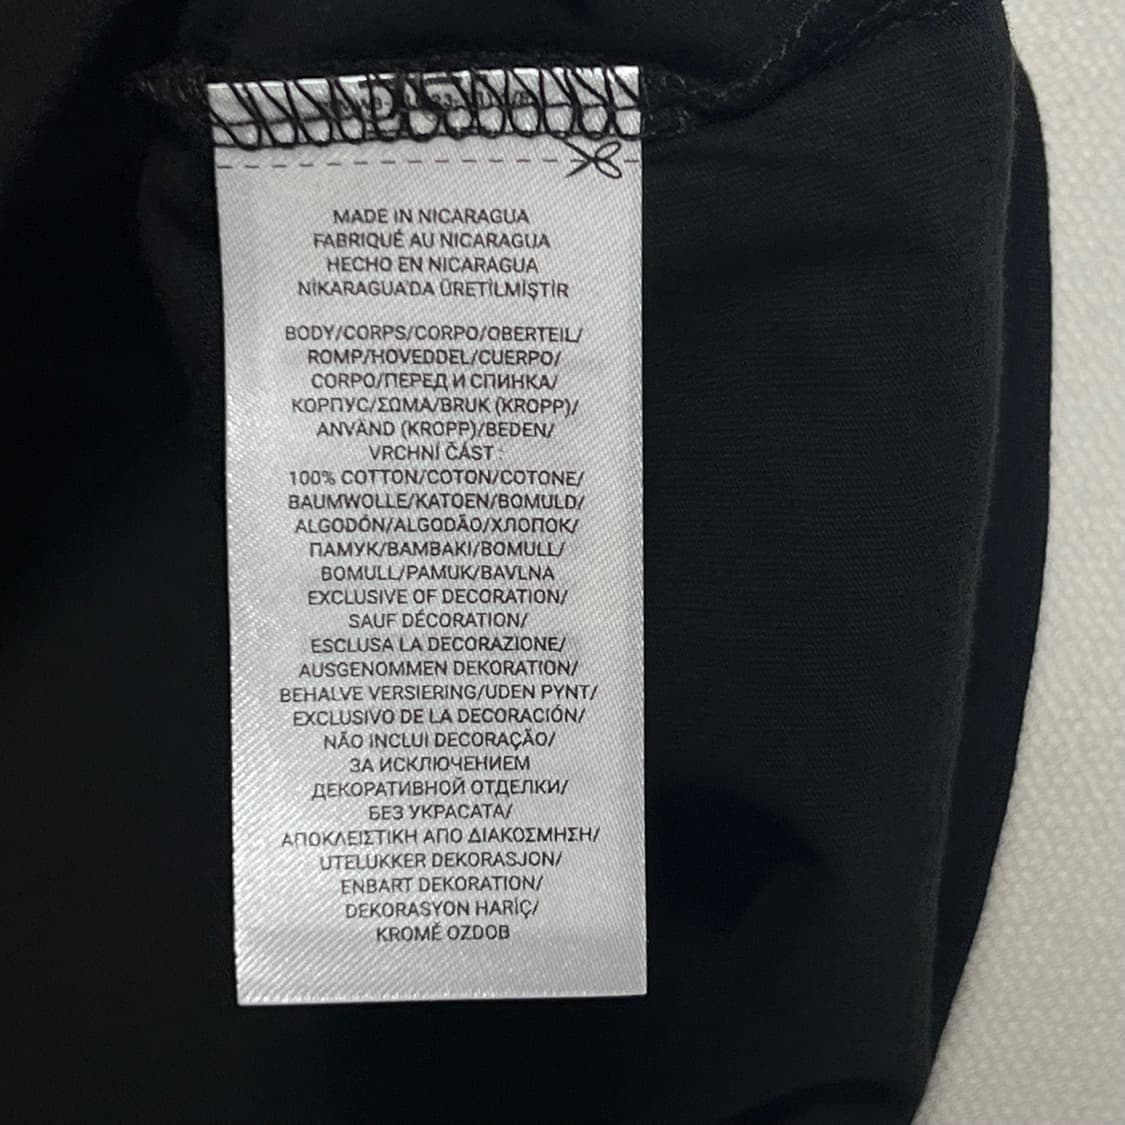 MADE IN NICARAGUA
FABRIQUÉ AU NICARAGUA
HECHO EN NICARAGUA
NİKARAGUA'DA ÜRETİLMİŞTİR
BODY/CORPS/CORPO/OBERTEIL/
ROMP/HOVEDDEL/CUERPO/
CORPO/ПЕРЕД И СПИНКА/
КОРПУС/ΣΩΜΑ/BRUK (KROPP)/
ANVÄND (KROPP)/BEDEN/
VRCHNÍ ČÁST :
100% COTTON/COTON/COTONE/
BAUMWOLLE/KATOEN/BOMULD/
ALGODÓN/ALGODÃO/ХЛОПОК/
ПАМУК/ΒΑΜΒΑΚΙ/BOMULL/
BOMULL/PAMUK/BAVLNA
EXCLUSIVE OF DECORATION/
SAUF DÉCORATION/
ESCLUSA LA DECORAZIONE/
AUSGENOMMEN DEKORATION/
BEHALVE VERSIERING/UDEN PYNT/
EXCLUSIVO DE LA DECORACIÓN/
NÃO INCLUI DECORAÇÃO/
ЗА ИСКЛЮЧЕНИЕМ
ДЕКОРАТИВНОЙ ОТДЕЛКИ/
БЕЗ УКРАСАТА/
ΑΠΟΚΛΕΙΣΤΙΚΗ ΑΠΟ ΔΙΑΚΟΣΜΗΣΗ/
UTELUKKER DEKORASJON/
ENBART DEKORATION/
DEKORASYON HARİÇ/
KROMĚ OZDOB